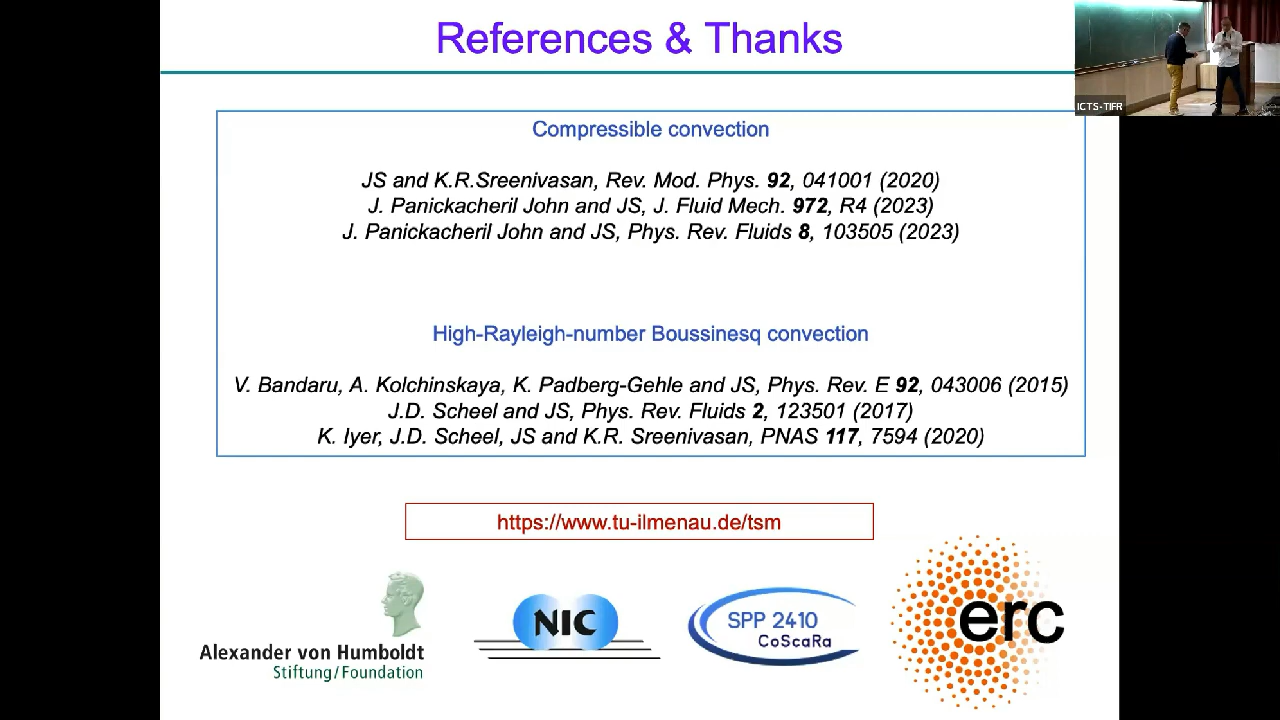 References & Thanks
ICTS-TIFR
Compressible convection
JS and K.R.Sreenivasan, Rev. Mod. Phys. 92, 041001 (2020)
J. Panickacheril John and JS, J. Fluid Mech. 972, R4 (2023)
J. Panickacheril John and JS, Phys. Rev. Fluids 8, 103505 (2023)
High-Rayleigh-number Boussinesq convection
V. Bandaru, A. Kolchinskaya, K. Padberg-Gehle and JS, Phys. Rev. E 92, 043006 (2015)
J.D. Scheel and JS, Phys. Rev. Fluids 2, 123501 (2017)
K. Iyer, J.D. Scheel, JS and K.R. Sreenivasan, PNAS 117, 7594 (2020)
https://www.tu-ilmenau.de/tsm
Alexander von Humboldt
Stiftung/Foundation
NIC
SPP 2410
CoScaRa
erc